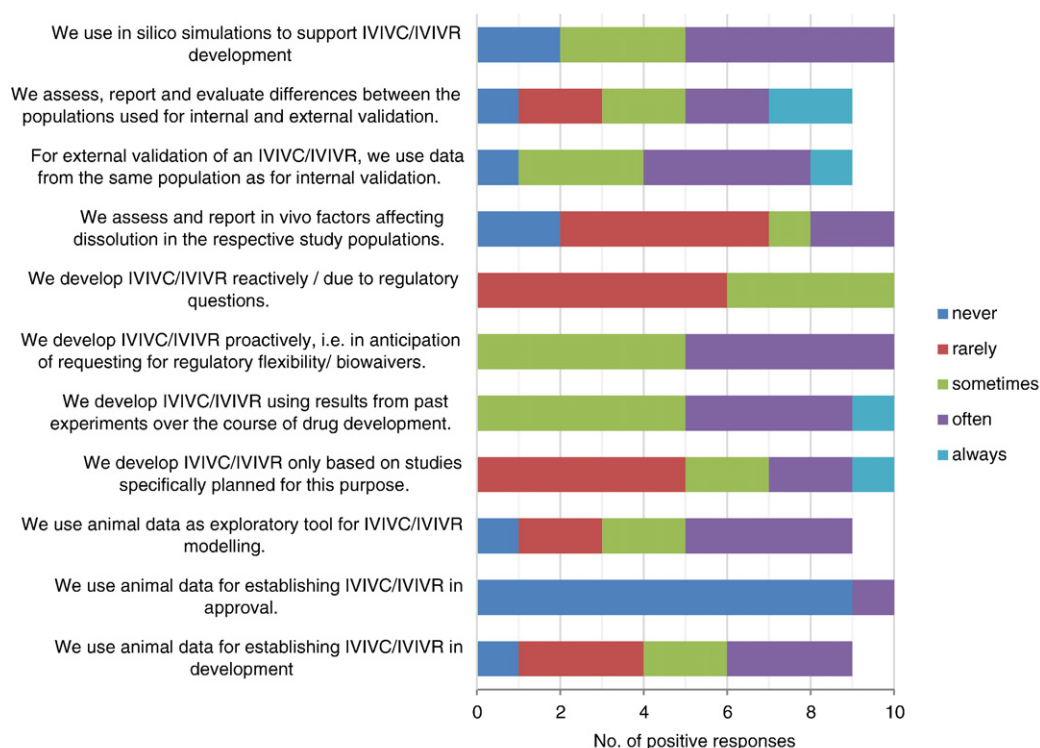 We use in silico simulations to support IVIVC/IVIVR
development
We assess, report and evaluate differences between the
populations used for internal and external validation.
For external validation of an IVIVC/IVIVR, we use data
from the same population as for internal validation.
We assess and report in vivo factors affecting
dissolution in the respective study populations.
We develop IVIVC/IVIVR reactively / due to regulatory
questions.
We develop IVIVC/IVIVR proactively, i.e. in anticipation
of requesting for regulatory flexibility/ biowaivers.
We develop IVIVC/IVIVR using results from past
experiments over the course of drug development.
We develop IVIVC/IVIVR only based on studies
specifically planned for this purpose.
We use animal data as exploratory tool for IVIVC/IVIVR
modelling.
We use animal data for establishing IVIVC/IVIVR in
approval.
We use animal data for establishing IVIVC/IVIVR in
development
0 2 4 6 8 10
No. of positive responses
never
rarely
sometimes
often
always